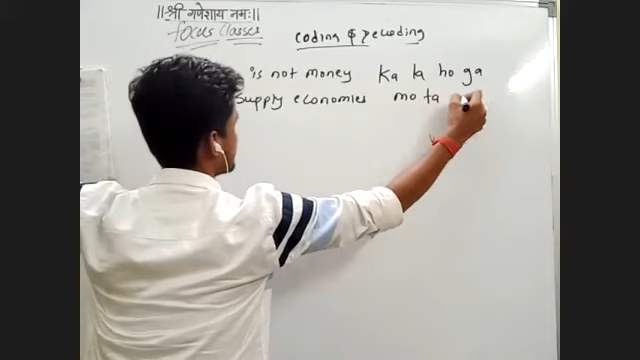 ||श्री गणेशाय नमः||
focus classes
coding & Decoding
is not money ka la ho ga
supply economies mo ta